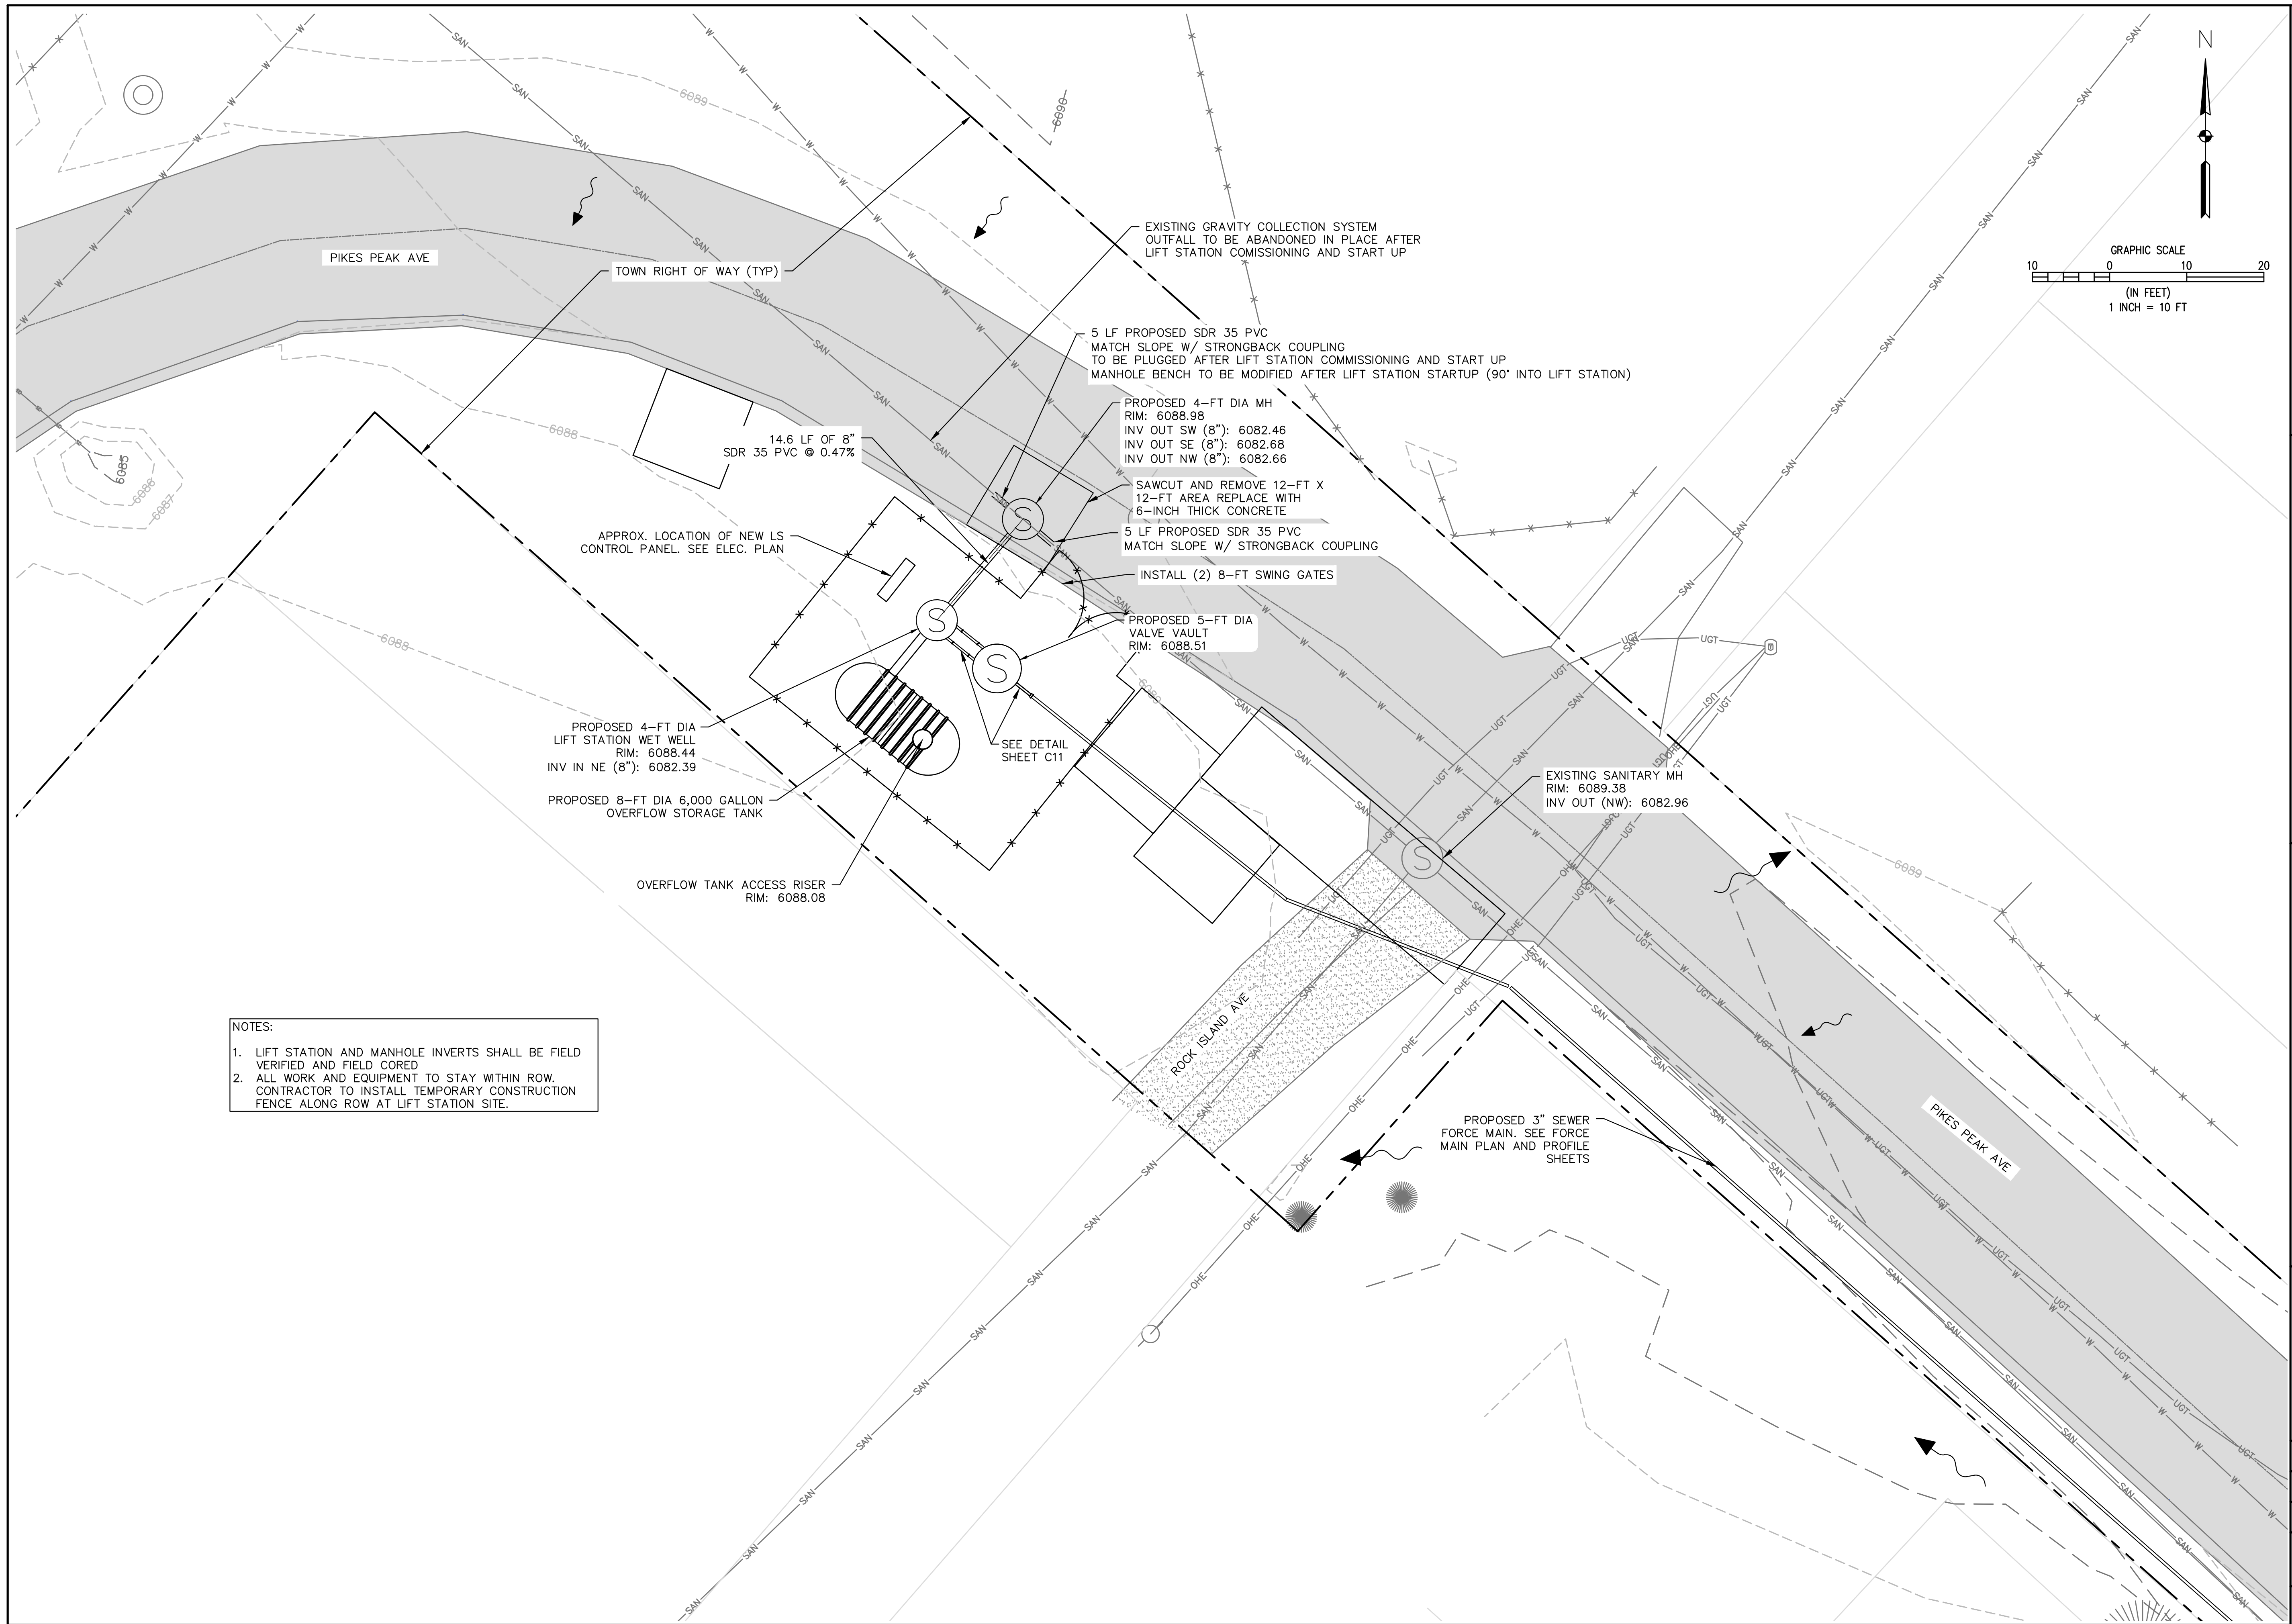 N
GRAPHIC SCALE
10 0 10 20
(IN FEET)
1 INCH = 10 FT
6089
6090
PIKES PEAK AVE
TOWN RIGHT OF WAY (TYP)
EXISTING GRAVITY COLLECTION SYSTEM
OUTFALL TO BE ABANDONED IN PLACE AFTER
LIFT STATION COMISSIONING AND START UP
5 LF PROPOSED SDR 35 PVC
MATCH SLOPE W/ STRONGBACK COUPLING
TO BE PLUGGED AFTER LIFT STATION COMMISSIONING AND START UP
MANHOLE BENCH TO BE MODIFIED AFTER LIFT STATION STARTUP (90° INTO LIFT STATION)
PROPOSED 4-FT DIA MH
RIM: 6088.98
INV OUT SW (8"): 6082.46
INV OUT SE (8"): 6082.68
INV OUT NW (8"): 6082.66
14.6 LF OF 8"
SDR 35 PVC @ 0.47%
6088
6085
6086
6087
SAWCUT AND REMOVE 12-FT X
12-FT AREA REPLACE WITH
6-INCH THICK CONCRETE
5 LF PROPOSED SDR 35 PVC
MATCH SLOPE W/ STRONGBACK COUPLING
APPROX. LOCATION OF NEW LS
CONTROL PANEL. SEE ELEC. PLAN
INSTALL (2) 8-FT SWING GATES
PROPOSED 5-FT DIA
VALVE VAULT
RIM: 6088.51
6088
6089
S
S
S
S
PROPOSED 4-FT DIA
LIFT STATION WET WELL
RIM: 6088.44
INV IN NE (8"): 6082.39
SEE DETAIL
SHEET C11
PROPOSED 8-FT DIA 6,000 GALLON
OVERFLOW STORAGE TANK
EXISTING SANITARY MH
RIM: 6089.38
INV OUT (NW): 6082.96
6089
OVERFLOW TANK ACCESS RISER
RIM: 6088.08
ROCK ISLAND AVE
NOTES:
1. LIFT STATION AND MANHOLE INVERTS SHALL BE FIELD
VERIFIED AND FIELD CORED
2. ALL WORK AND EQUIPMENT TO STAY WITHIN ROW.
CONTRACTOR TO INSTALL TEMPORARY CONSTRUCTION
FENCE ALONG ROW AT LIFT STATION SITE.
PROPOSED 3" SEWER
FORCE MAIN. SEE FORCE
MAIN PLAN AND PROFILE
SHEETS
PIKES PEAK AVE
SAN
W
UGT
OHE